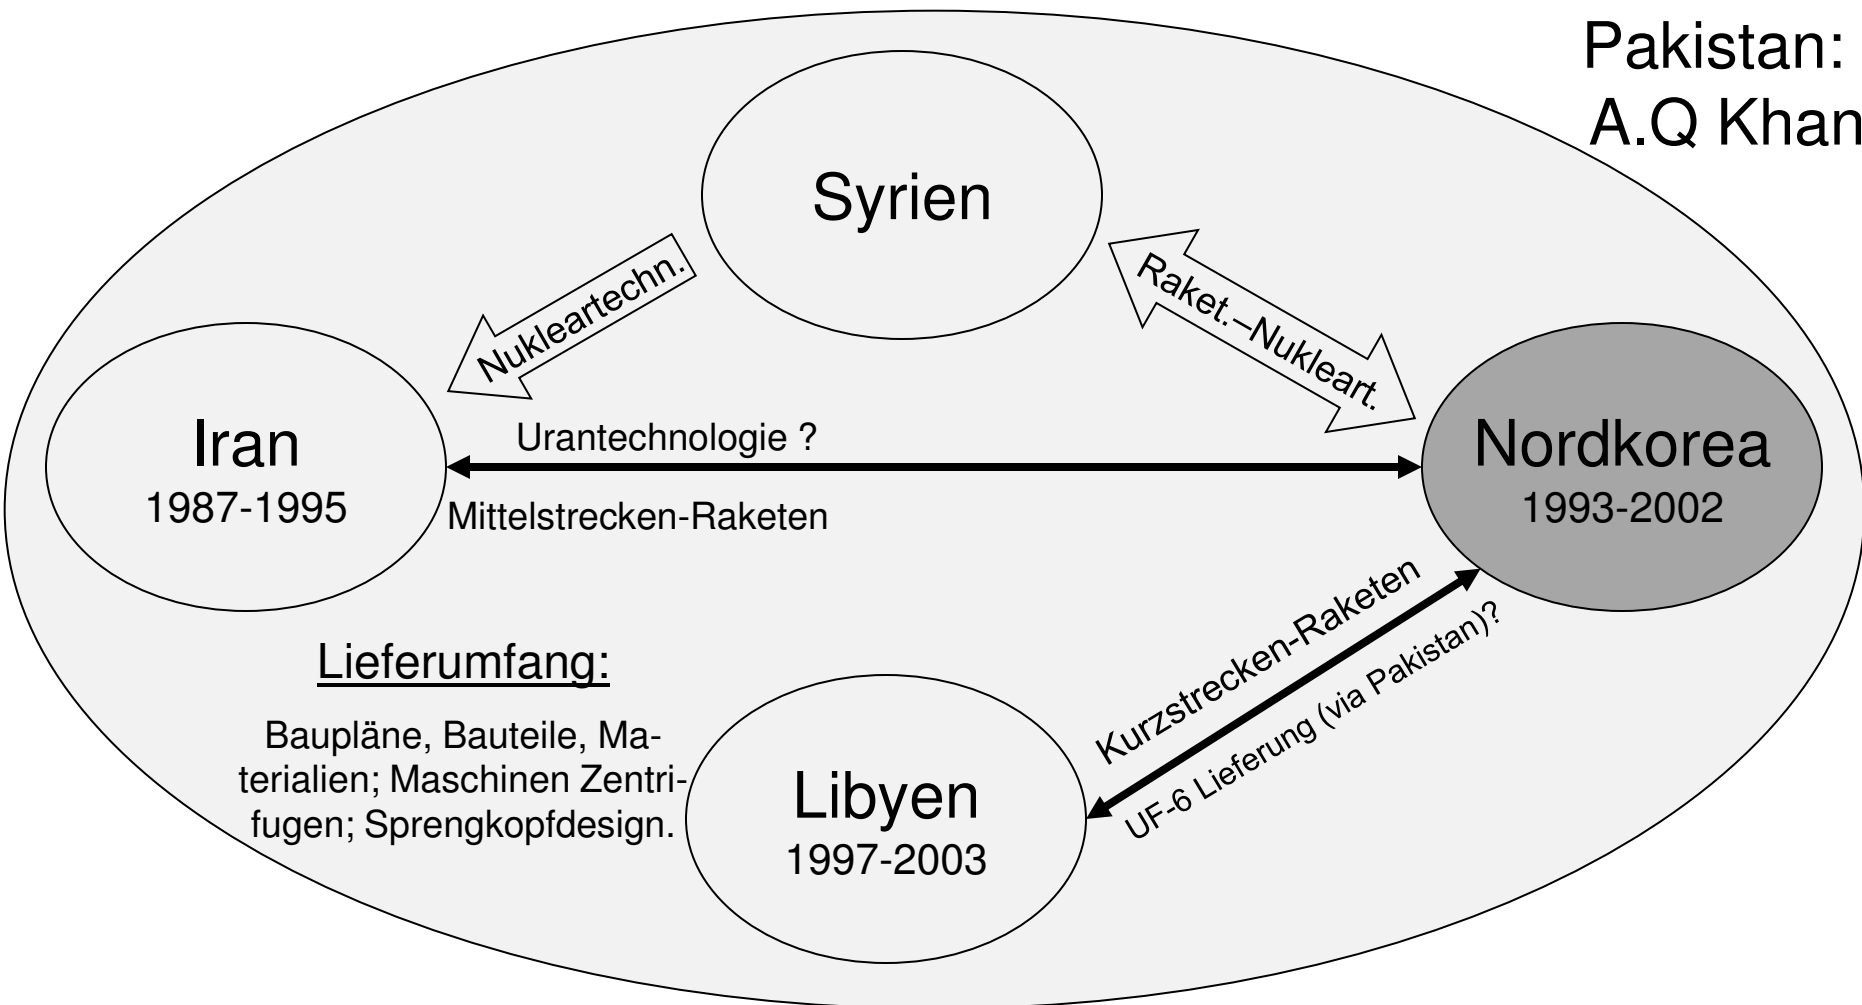 Pakistan:
A.Q Khan
Syrien
Nukleartechn.
Raket.–Nukleart.
Iran
1987-1995
Urantechnologie ?
Mittelstrecken-Raketen
Nordkorea
1993-2002
Kurzstrecken-Raketen
UF-6 Lieferung (via Pakistan)?
Lieferumfang:
Baupläne, Bauteile, Ma-
terialien; Maschinen Zentri-
fugen; Sprengkopfdesign.
Libyen
1997-2003